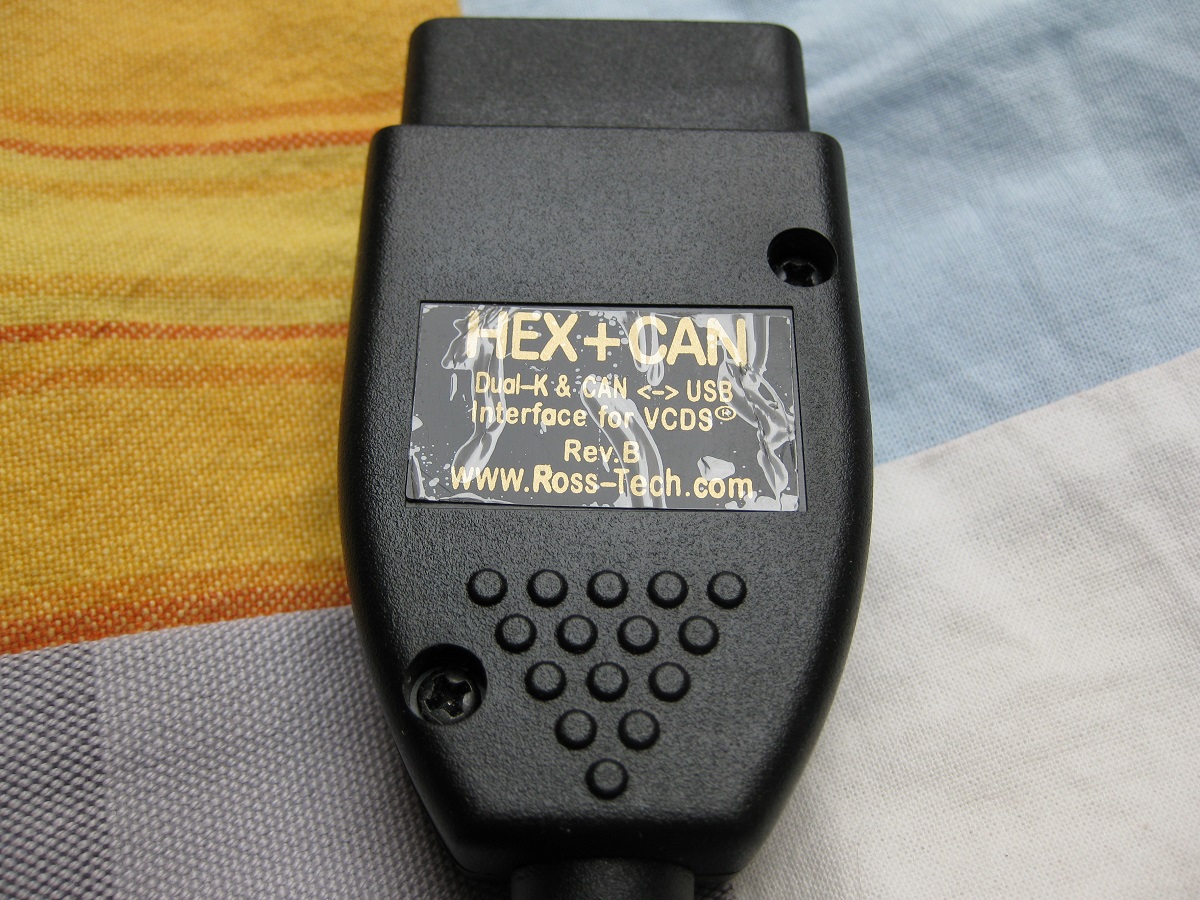 HEX+CAN
Dual-K & CAN <-> USB
Interface for VCDS®
Rev.B
www.Ross-Tech.com